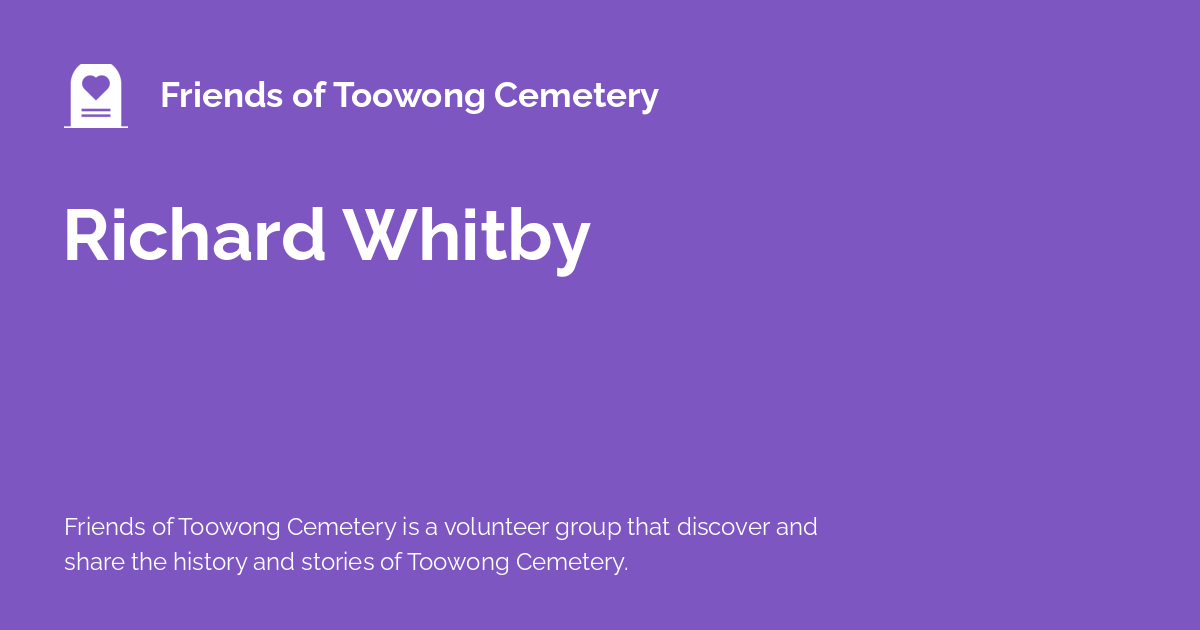 Friends of Toowong Cemetery
Richard Whitby
Friends of Toowong Cemetery is a volunteer group that discover and
share the history and stories of Toowong Cemetery.